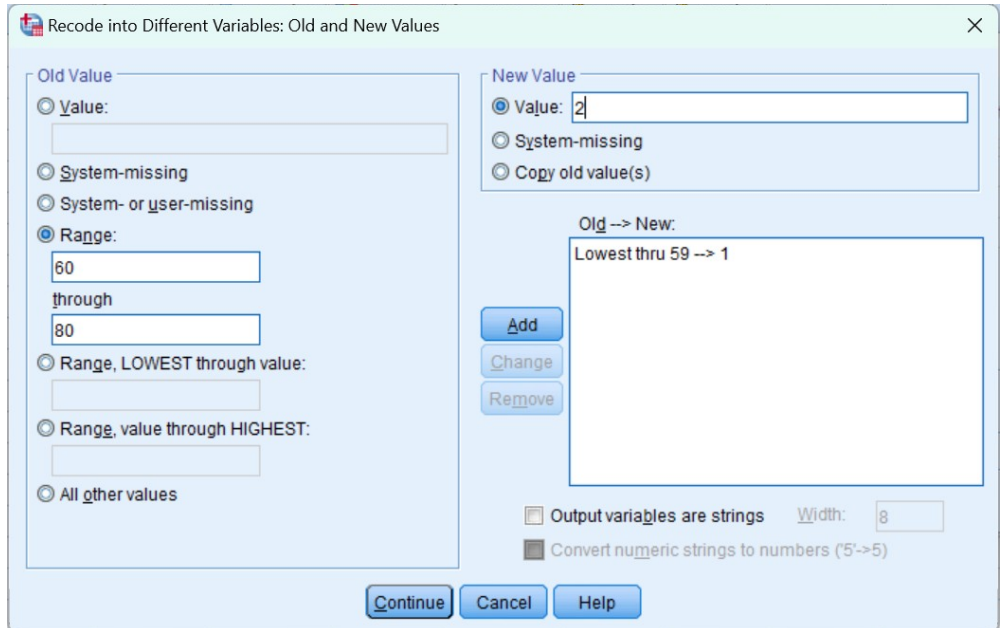 Recode into Different Variables: Old and New Values
Old Value
Value:
System-missing
System- or user-missing
Range:
60
through
80
Range, LOWEST through value:
Range, value through HIGHEST:
All other values
New Value
Value: 2
System-missing
Copy old value(s)
Old --> New:
Lowest thru 59 --> 1
Add
Change
Remove
Output variables are strings Width: 8
Convert numeric strings to numbers ('5'->5)
Continue Cancel Help